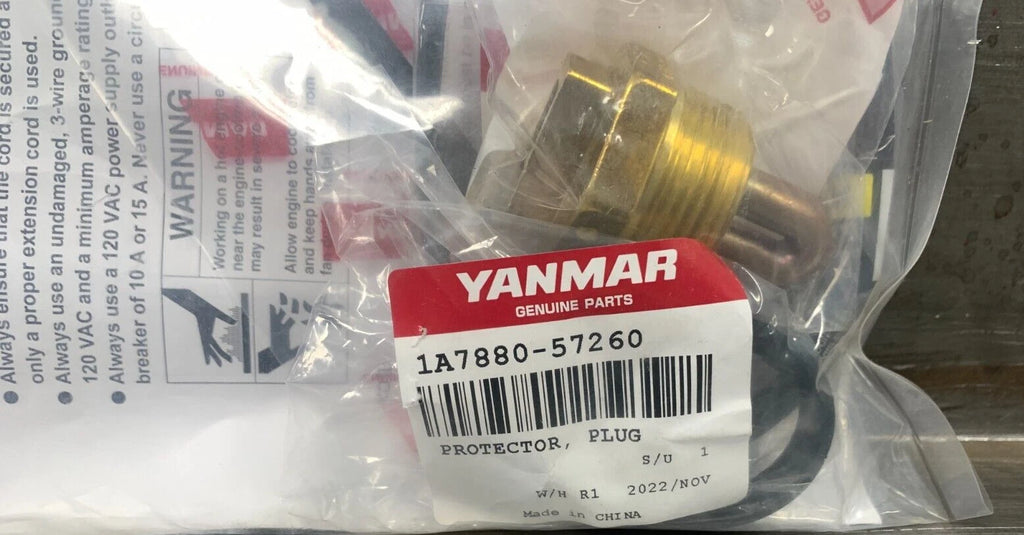 Always ensure that the cord is secured a
only a proper extension cord is used.
Always use an undamaged, 3-wire groun
120 VAC and a minimum amperage rating
Always use a 120 VAC power supply outl
breaker of 10 A or 15 A. Never use a circ
WARNING
Working on a
near the engine
may result in
Allow engine to
and keep hands from
YANMAR
GENUINE PARTS
1A7880-57260
PROTECTOR, PLUG
S/U 1
W/H R1 2022/NOV
Made in CHINA